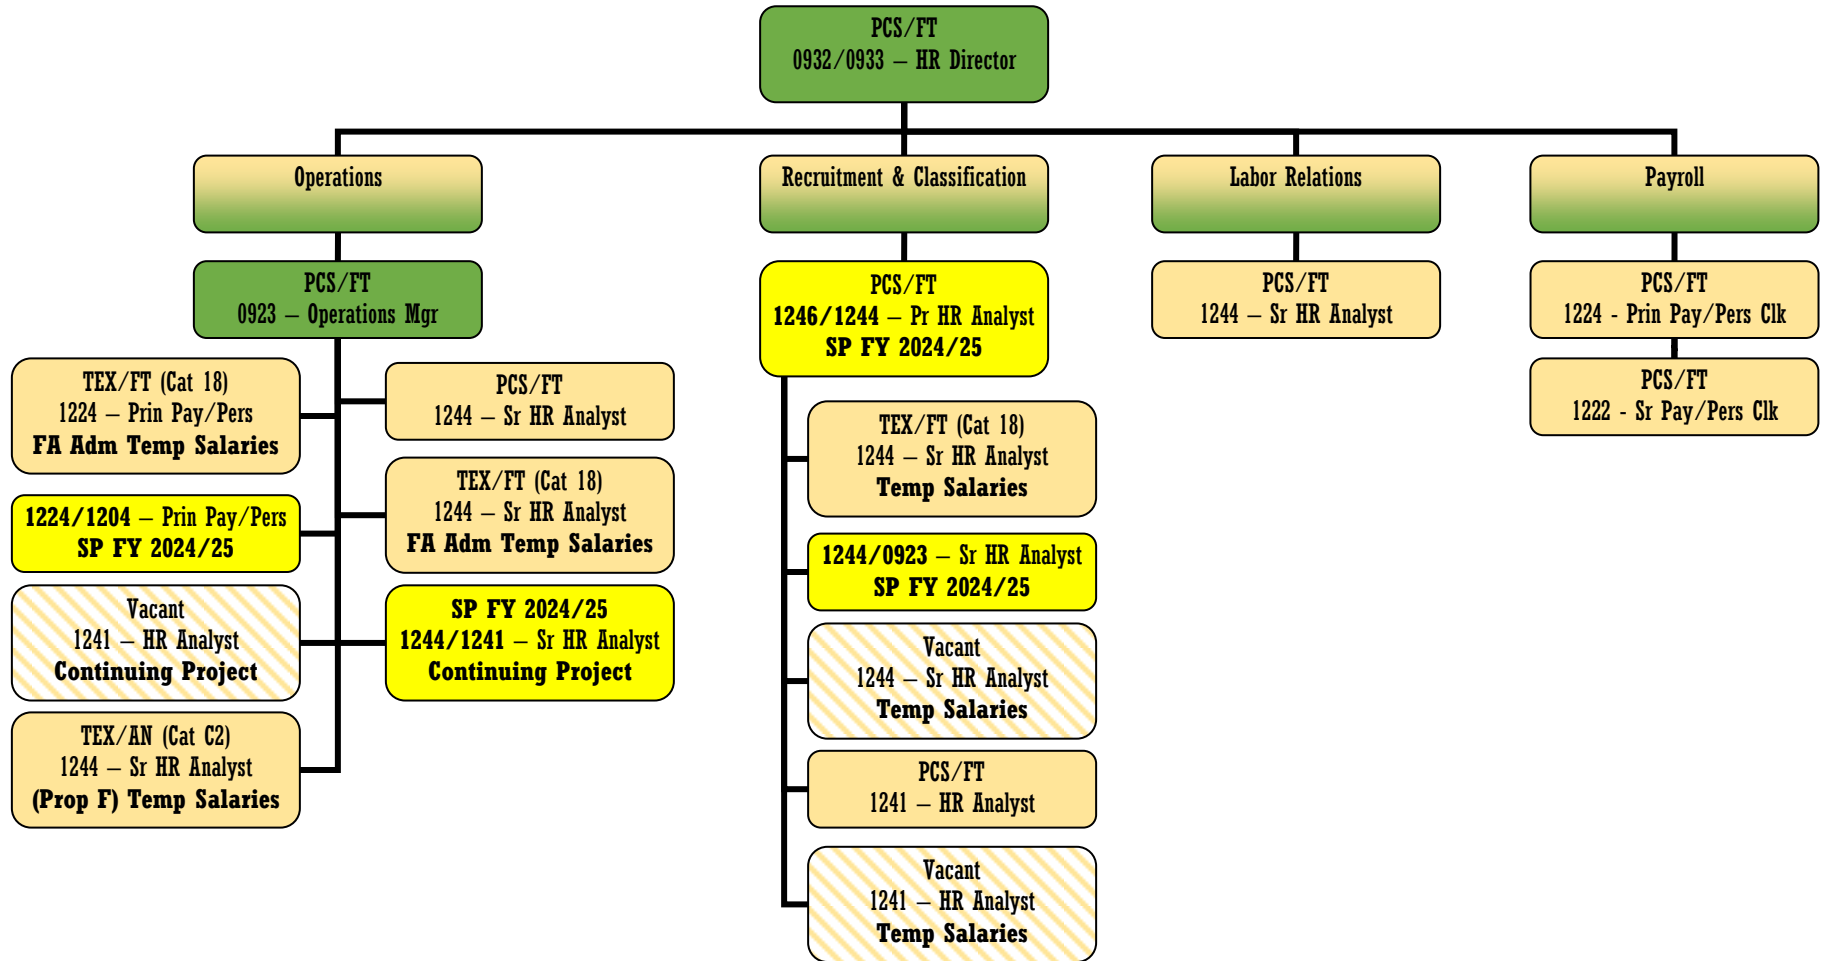 PCS/FT
0932/0933 – HR Director
Operations
Recruitment & Classification
Labor Relations
Payroll
PCS/FT
0923 – Operations Mgr
TEX/FT (Cat 18)
1224 – Prin Pay/Pers
FA Adm Temp Salaries
1224/1204 – Prin Pay/Pers
SP FY 2024/25
Vacant
1241 – HR Analyst
Continuing Project
TEX/AN (Cat C2)
1244 – Sr HR Analyst
(Prop F) Temp Salaries
PCS/FT
1244 – Sr HR Analyst
TEX/FT (Cat 18)
1244 – Sr HR Analyst
FA Adm Temp Salaries
SP FY 2024/25
1244/1241 – Sr HR Analyst
Continuing Project
PCS/FT
1246/1244 – Pr HR Analyst
SP FY 2024/25
TEX/FT (Cat 18)
1244 – Sr HR Analyst
Temp Salaries
1244/0923 – Sr HR Analyst
SP FY 2024/25
Vacant
1244 – Sr HR Analyst
Temp Salaries
PCS/FT
1241 – HR Analyst
Vacant
1241 – HR Analyst
Temp Salaries
PCS/FT
1244 – Sr HR Analyst
PCS/FT
1224 - Prin Pay/Pers Clk
PCS/FT
1222 - Sr Pay/Pers Clk